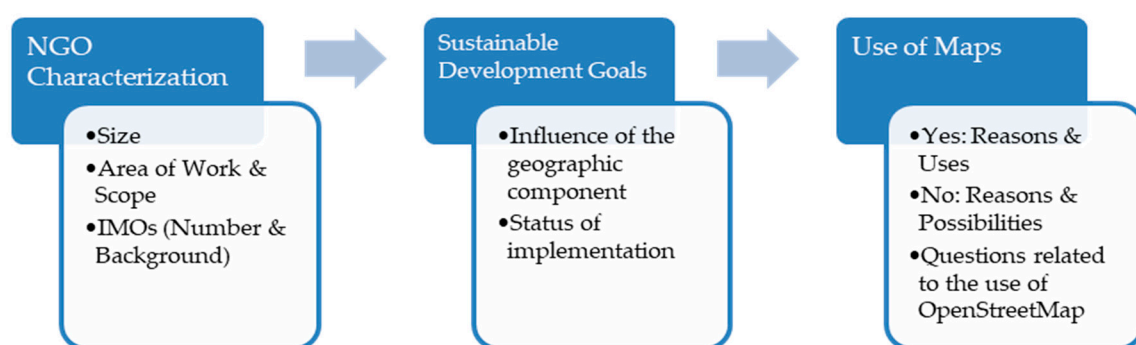 NGO
Characterization
•Size
•Area of Work &
Scope
•IMOs (Number &
Background)
Sustainable
Development Goals
•Influence of the
geographic
component
•Status of
implementation
Use of Maps
•Yes: Reasons &
Uses
•No: Reasons &
Possibilities
•Questions related
to the use of
OpenStreetMap